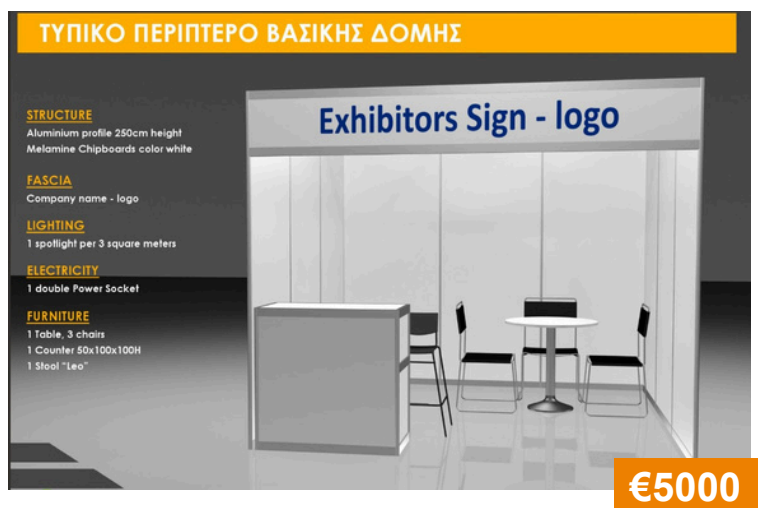 ΤΥΠΙΚΟ ΠΕΡΙΠΤΕΡΟ ΒΑΣΙΚΗΣ ΔΟΜΗΣ
STRUCTURE
Aluminium profile 250cm height
Melamine Chipboards color white
FASCIA
Company name - logo
LIGHTING
1 spotlight per 3 square meters
ELECTRICITY
1 double Power Socket
FURNITURE
1 Table, 3 chairs
1 Counter 50x100x100H
1 Stool "Leo"
Exhibitors Sign - logo
€5000